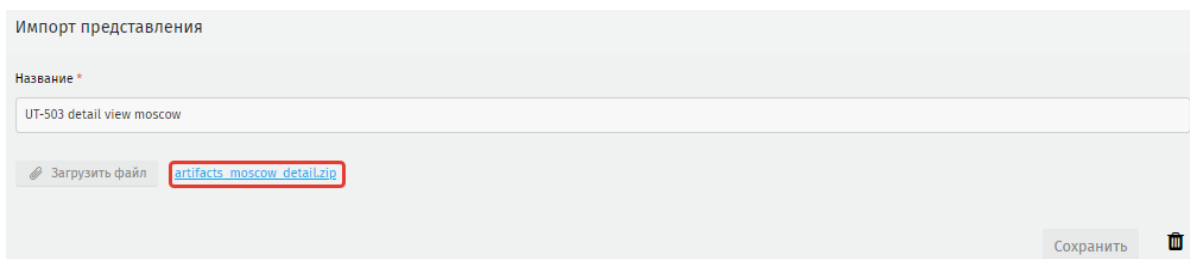 Импорт представления
Название *
UT-503 detail view moscow
Загрузить файл artifacts_moscow_detail.zip
Сохранить